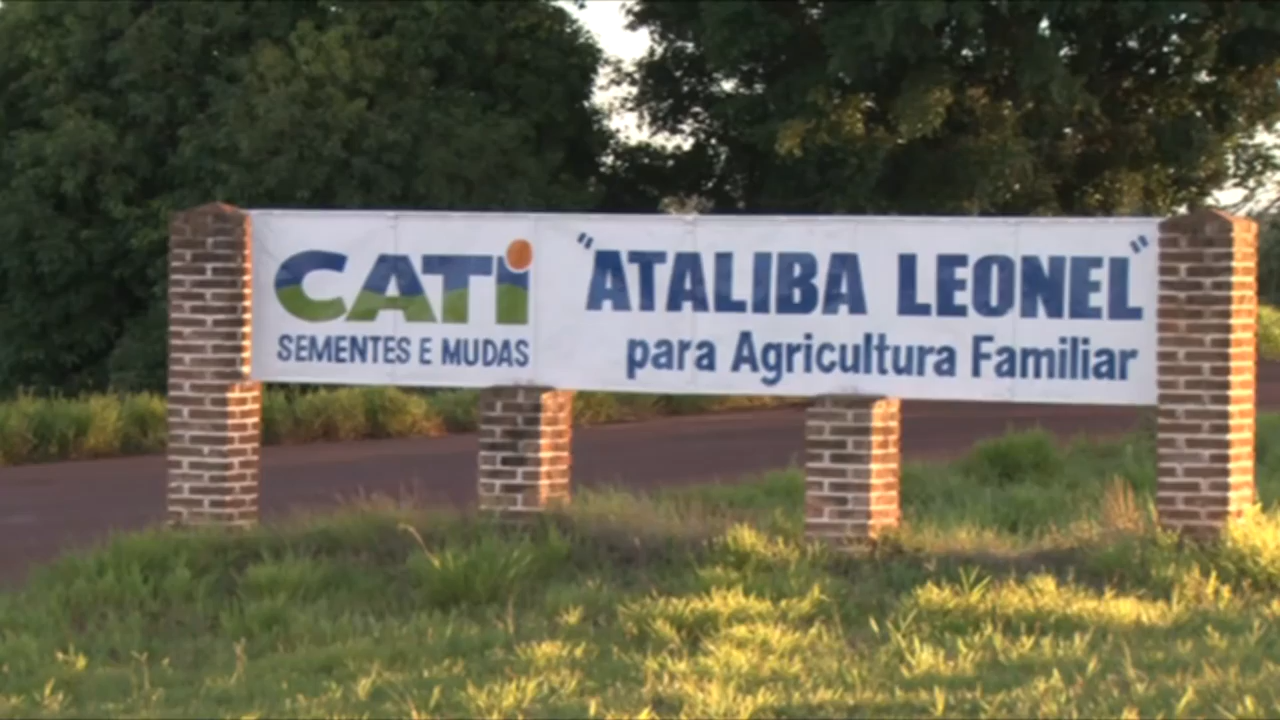 CATi
SEMENTES E MUDAS
"ATALIBA LEONEL"
para Agricultura Familiar